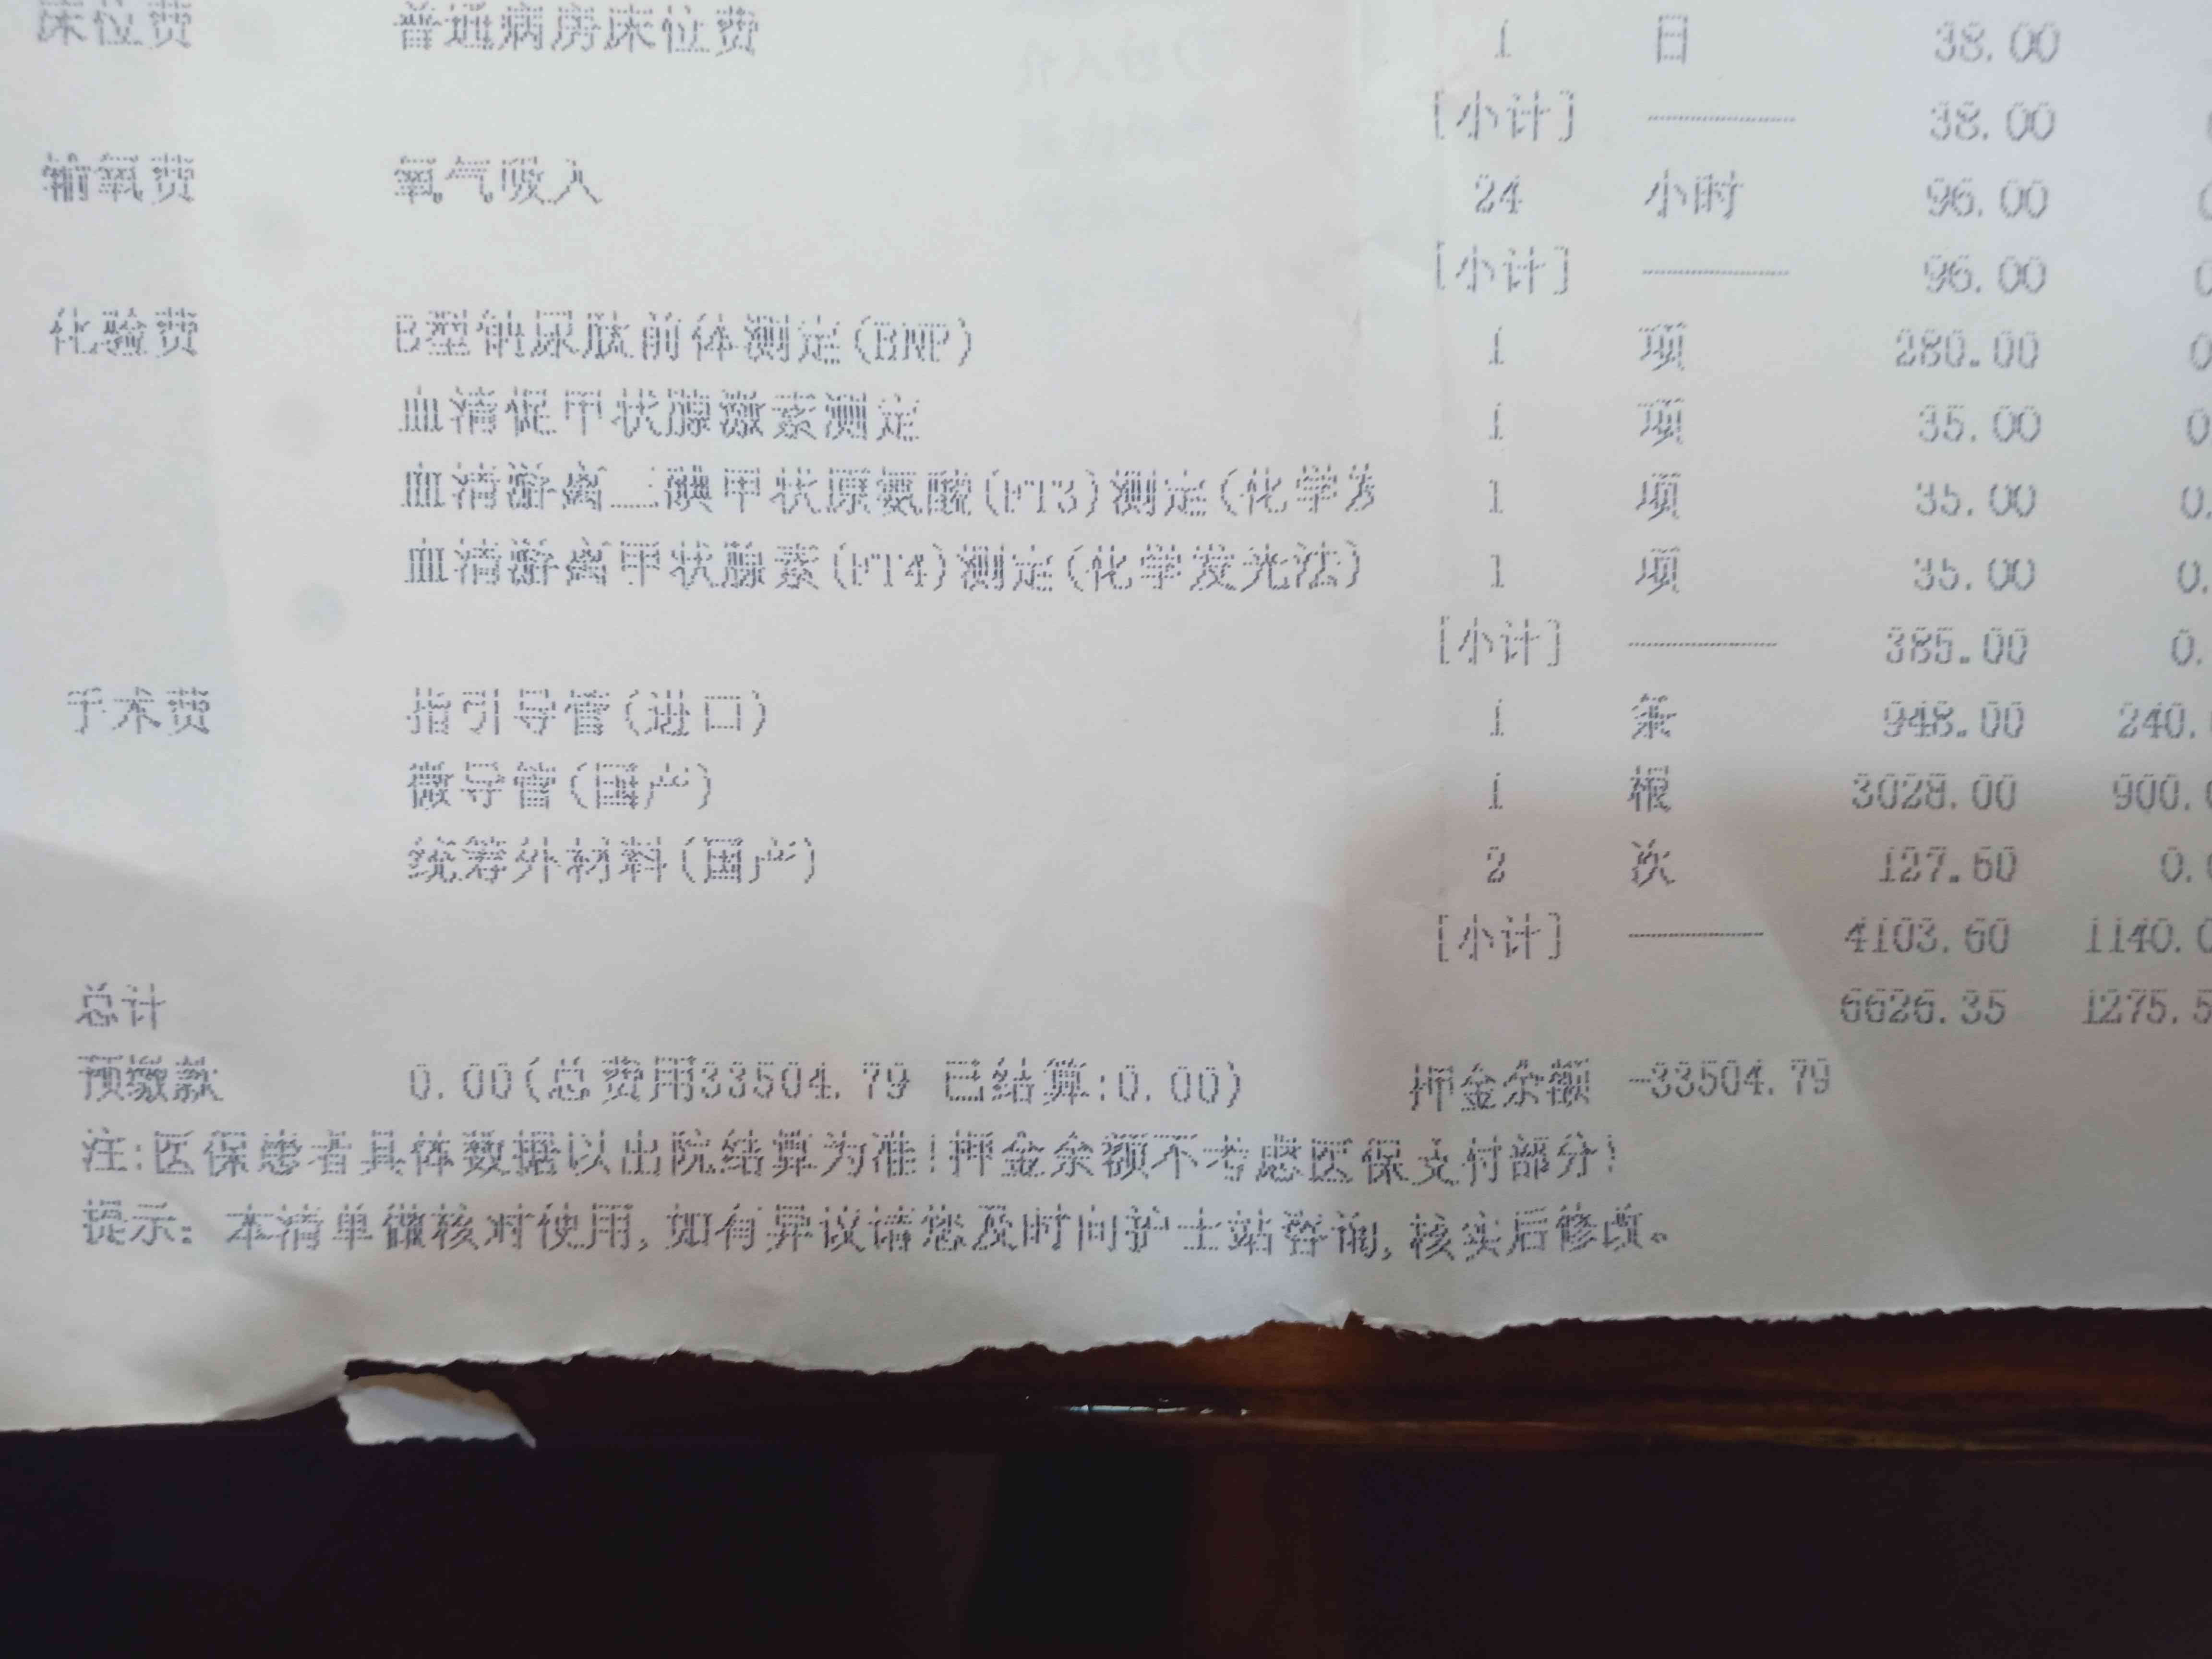 床位费 普通病房床位费 1 日 38.00
[小计] 38.00
输氧费 氧气吸入 24 小时 96.00 0
[小计] 96.00 0
化验费 B型钠尿肽前体测定(BNP) 1 项 280.00 0
血清促甲状腺激素测定 1 项 35.00 0
血清游离三碘甲状原氨酸(FT3)测定(化学发 1 项 35.00 0.
血清游离甲状腺素(FT4)测定(化学发光法) 1 项 35.00 0.
[小计] 385.00 0.
手术费 指引导管(进口) 1 条 948.00 240.
微导管(国产) 1 根 3028.00 900.0
统筹外材料(国产) 2 次 127.60 0.0
[小计] 4103.60 1140.0
总计 6626.35 1275.5
预缴款 0.00(总费用33504.79 已结算:0.00) 押金余额 -33504.79
注:医保患者具体数据以出院结算为准!押金余额不考虑医保支付部分!
提示: 本清单做核对使用,如有异议请您及时向护士站咨询,核实后修改。